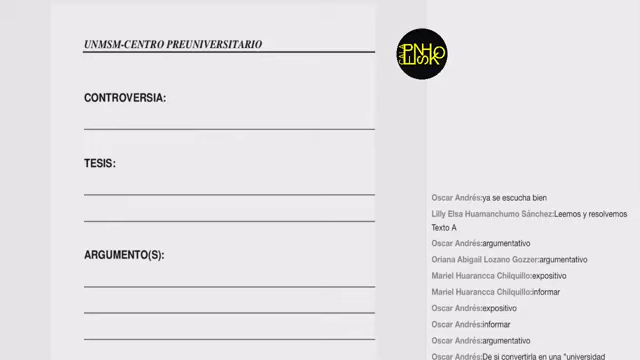 UNMSM-CENTRO PREUNIVERSITARIO
CONTROVERSIA:
TESIS:
ARGUMENTO(S):
Oscar Andrés:ya se escucha bien
Lilly Elsa Huamanchumo Sánchez:Leemos y resolvemos
Texto A
Oscar Andrés:argumentativo
Oriana Abigail Lozano Gozzer:argumentativo
Mariel Huarancca Chilquillo:expositivo
Mariel Huarancca Chilquillo:informar
Oscar Andrés:expositivo
Oscar Andrés:informar
Oscar Andrés:argumentativo
Oscar Andrés:De si convertirla en una "universidad